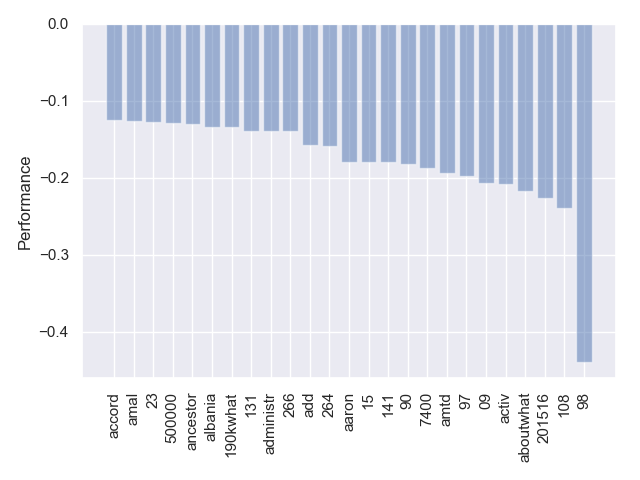 0.0
−0.1
−0.2
−0.3
−0.4
Performance
accord
amal
23
500000
ancestor
albania
190kwhat
131
administr
266
add
264
aaron
15
141
90
7400
amtd
97
09
activ
aboutwhat
201516
108
98